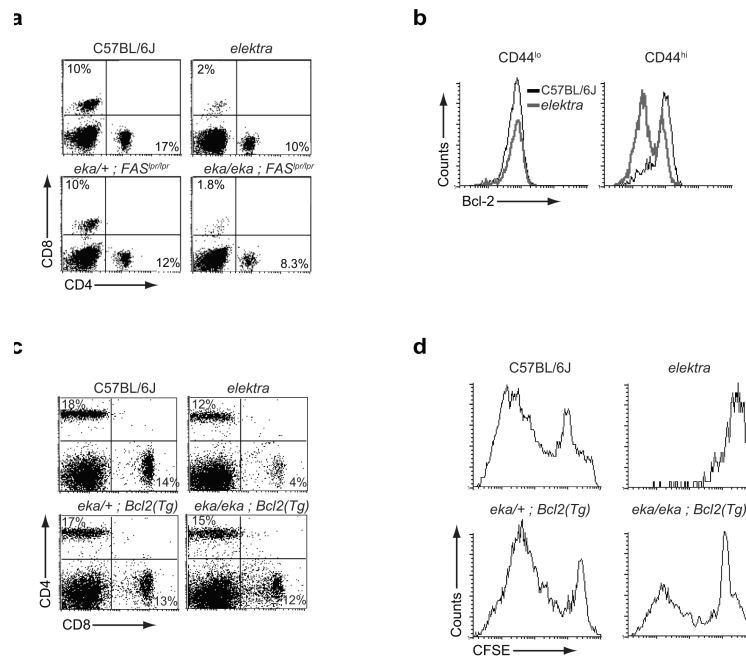 a
C57BL/6J
elektra
10%
2%
17%
10%
eka/+ ; FASlpr/lpr
eka/eka ; FASlpr/lpr
10%
1.8%
12%
8.3%
CD8
CD4
b
CD44lo
CD44hi
C57BL/6J
elektra
Counts
Bcl-2
c
C57BL/6J
elektra
18%
12%
14%
4%
eka/+ ; Bcl2(Tg)
eka/eka ; Bcl2(Tg)
17%
15%
13%
12%
CD4
CD8
d
C57BL/6J
elektra
eka/+ ; Bcl2(Tg)
eka/eka ; Bcl2(Tg)
Counts
CFSE